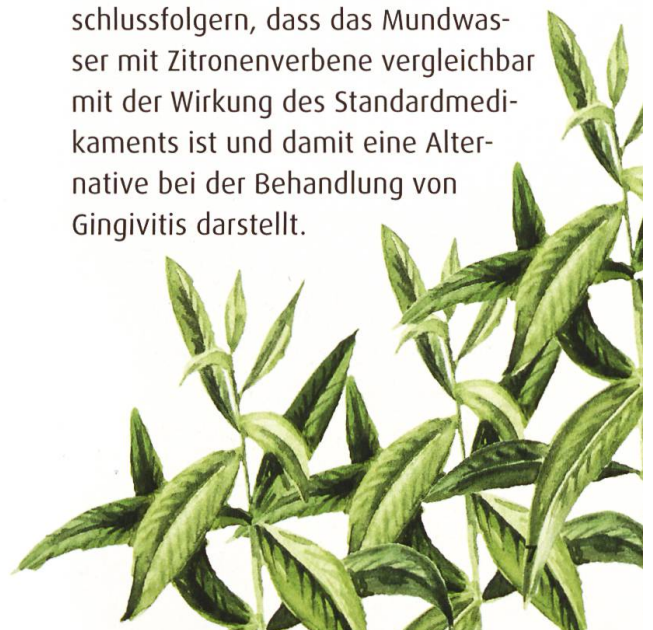 schlussfolgern, dass das Mundwas-
ser mit Zitronenverbene vergleichbar
mit der Wirkung des Standardmedi-
kaments ist und damit eine Alter-
native bei der Behandlung von
Gingivitis darstellt.
7